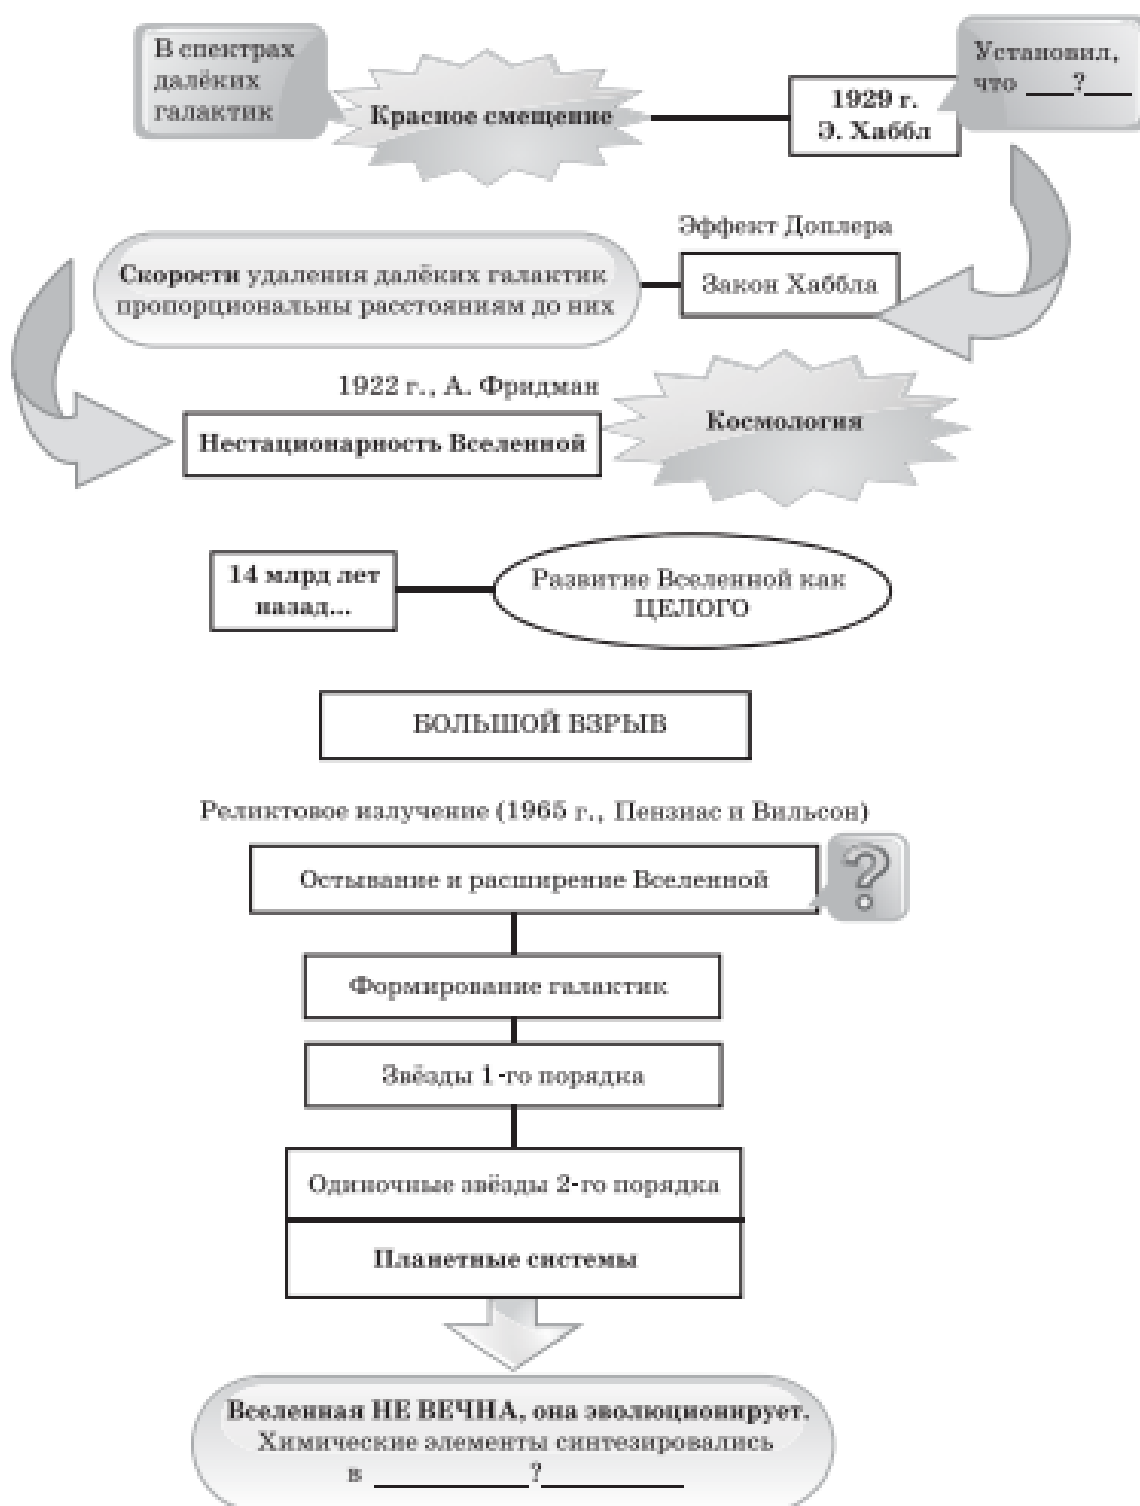 В спектрах
далёких
галактик
Красное смещение
1929 г.
Э. Хаббл
Установил,
что ___?___
Эффект Доплера
Скорости удаления далёких галактик
пропорциональны расстояниям до них
Закон Хаббла
1922 г., А. Фридман
Нестационарность Вселенной
Космология
14 млрд лет
назад...
Развитие Вселенной как
ЦЕЛОГО
БОЛЬШОЙ ВЗРЫВ
Реликтовое излучение (1965 г., Пензиас и Вильсон)
Остывание и расширение Вселенной
?
Формирование галактик
Звёзды 1-го порядка
Одиночные звёзды 2-го порядка
Планетные системы
Вселенная НЕ ВЕЧНА, она эволюционирует.
Химические элементы синтезировались
в _________?_________